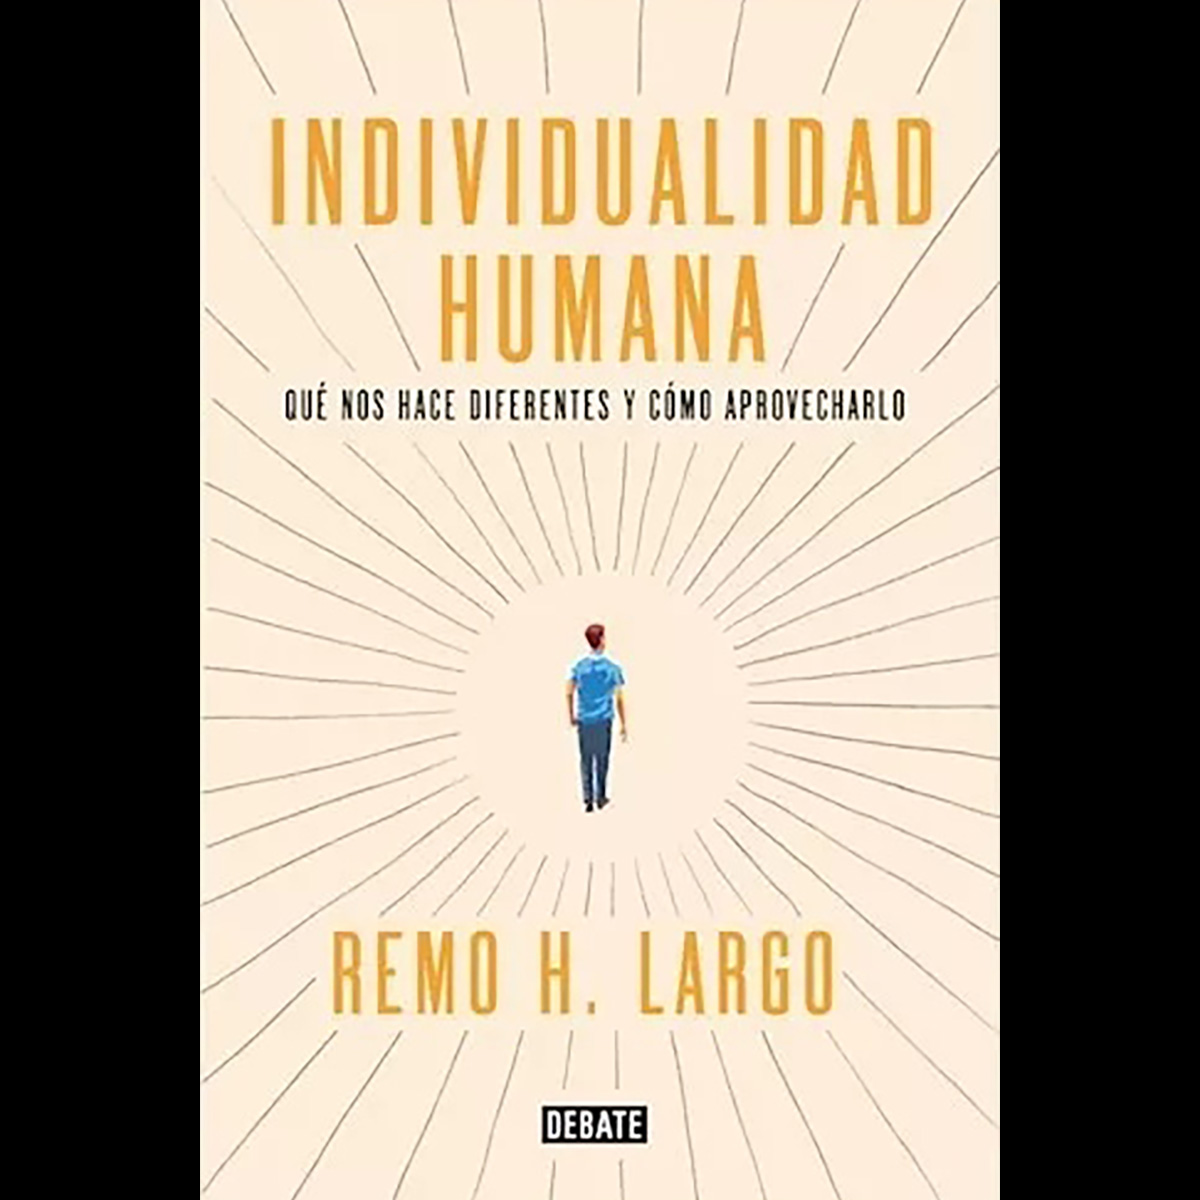 INDIVIDUALIDAD
HUMANA
QUÉ NOS HACE DIFERENTES Y CÓMO APROVECHARLO
REMO H. LARGO
DEBATE